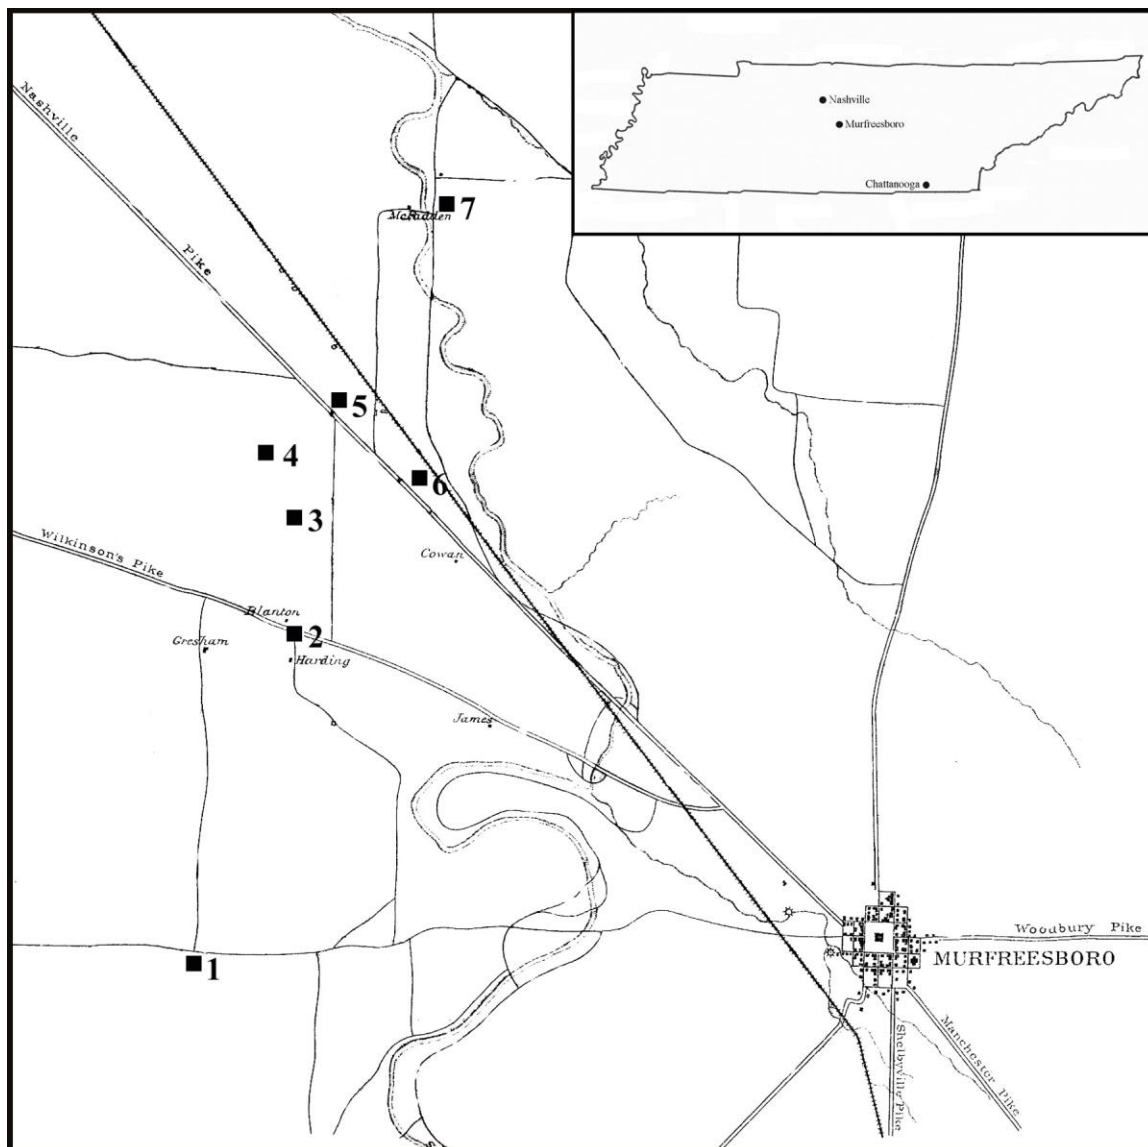 Nashville
Pike
Nashville
Murfreesboro
Chattanooga
7
5
4
6
3
Wilkinson's Pike
Cowan
Blanton
2
Gresham
Harding
James
1
Woodbury Pike
MURFREESBORO
Shelbyville Pike
Manchester Pike